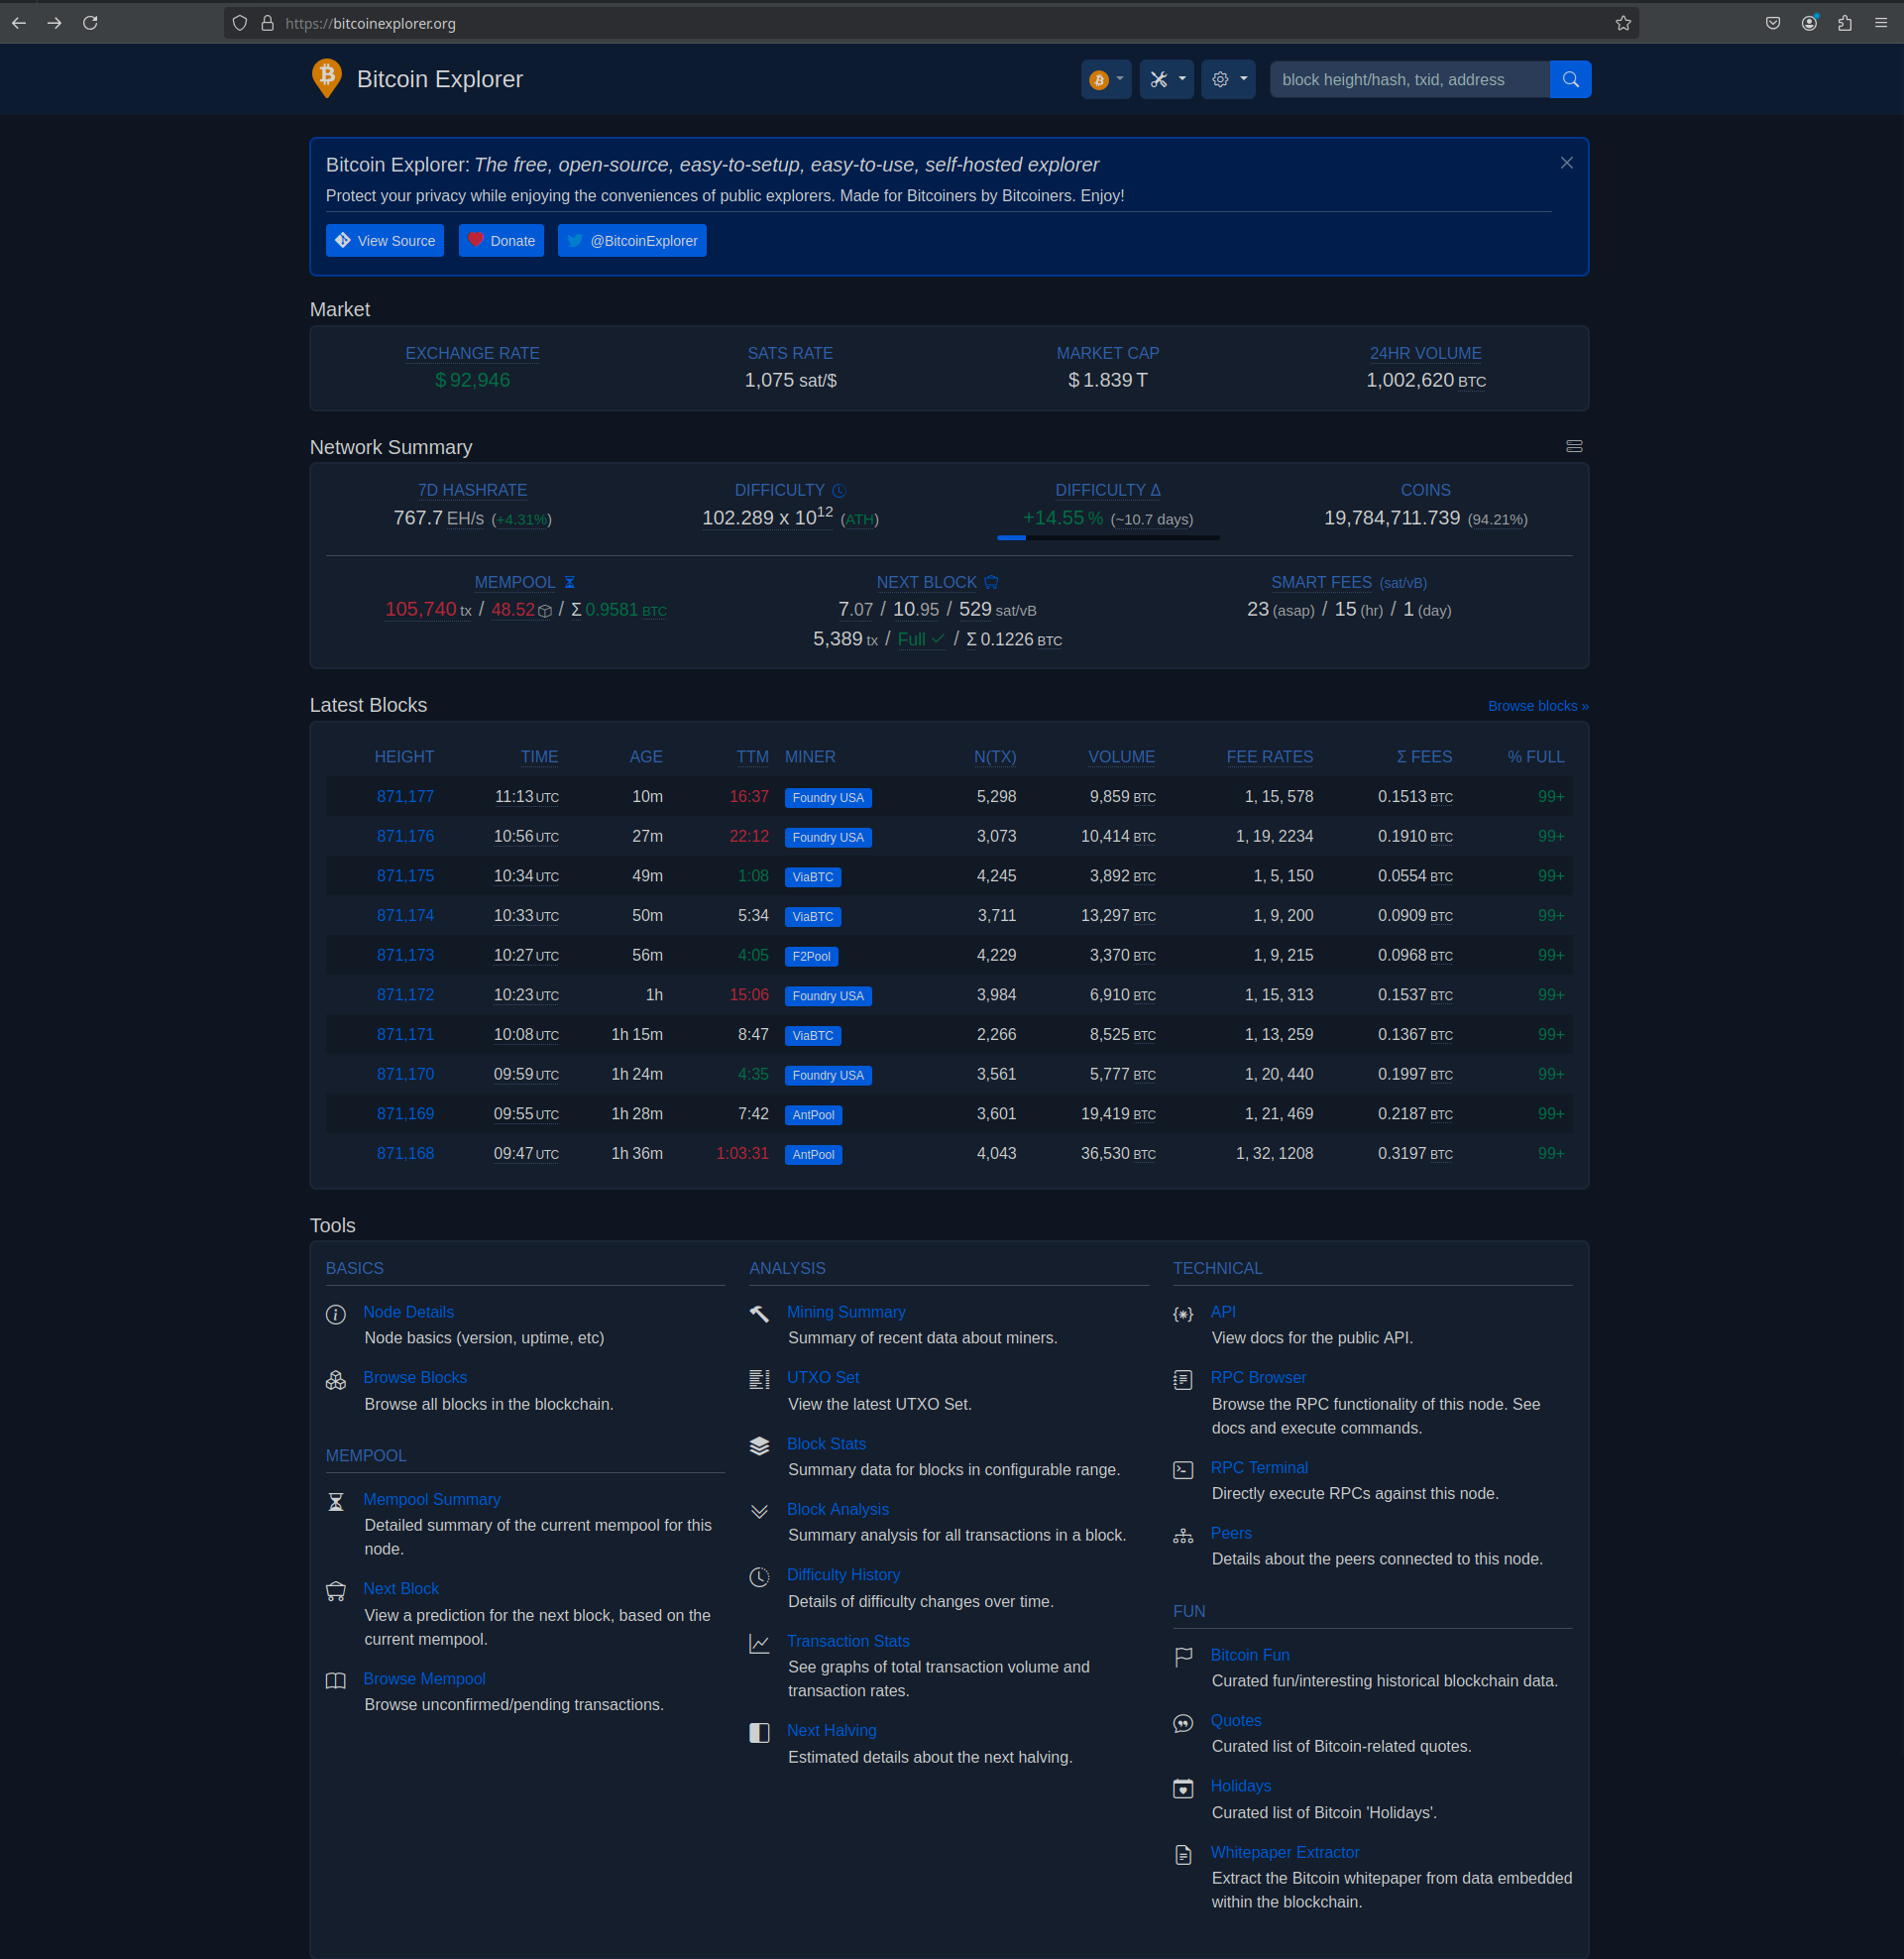 https://bitcoinexplorer.org
Bitcoin Explorer
block height/hash, txid, address
Bitcoin Explorer: The free, open-source, easy-to-setup, easy-to-use, self-hosted explorer
Protect your privacy while enjoying the conveniences of public explorers. Made for Bitcoiners by Bitcoiners. Enjoy!
View Source Donate @BitcoinExplorer
Market
EXCHANGE RATE SATS RATE MARKET CAP 24HR VOLUME
$ 92,946 1,075 sat/$ $ 1.839 T 1,002,620 BTC
Network Summary
7D HASHRATE DIFFICULTY DIFFICULTY Δ COINS
767.7 EH/s (+4.31%) 102.289 x 10¹² (ATH) +14.55 % (~10.7 days) 19,784,711.739 (94.21%)
MEMPOOL NEXT BLOCK SMART FEES (sat/vB)
105,740 tx / 48.52 / Σ 0.9581 BTC 7.07 / 10.95 / 529 sat/vB 23 (asap) / 15 (hr) / 1 (day)
5,389 tx / Full / Σ 0.1226 BTC
Latest Blocks Browse blocks »
HEIGHT TIME AGE TTM MINER N(TX) VOLUME FEE RATES Σ FEES % FULL
871,177 11:13 UTC 10m 16:37 Foundry USA 5,298 9,859 BTC 1, 15, 578 0.1513 BTC 99+
871,176 10:56 UTC 27m 22:12 Foundry USA 3,073 10,414 BTC 1, 19, 2234 0.1910 BTC 99+
871,175 10:34 UTC 49m 1:08 ViaBTC 4,245 3,892 BTC 1, 5, 150 0.0554 BTC 99+
871,174 10:33 UTC 50m 5:34 ViaBTC 3,711 13,297 BTC 1, 9, 200 0.0909 BTC 99+
871,173 10:27 UTC 56m 4:05 F2Pool 4,229 3,370 BTC 1, 9, 215 0.0968 BTC 99+
871,172 10:23 UTC 1h 15:06 Foundry USA 3,984 6,910 BTC 1, 15, 313 0.1537 BTC 99+
871,171 10:08 UTC 1h 15m 8:47 ViaBTC 2,266 8,525 BTC 1, 13, 259 0.1367 BTC 99+
871,170 09:59 UTC 1h 24m 4:35 Foundry USA 3,561 5,777 BTC 1, 20, 440 0.1997 BTC 99+
871,169 09:55 UTC 1h 28m 7:42 AntPool 3,601 19,419 BTC 1, 21, 469 0.2187 BTC 99+
871,168 09:47 UTC 1h 36m 1:03:31 AntPool 4,043 36,530 BTC 1, 32, 1208 0.3197 BTC 99+
Tools
BASICS
Node Details
Node basics (version, uptime, etc)
Browse Blocks
Browse all blocks in the blockchain.
MEMPOOL
Mempool Summary
Detailed summary of the current mempool for this
node.
Next Block
View a prediction for the next block, based on the
current mempool.
Browse Mempool
Browse unconfirmed/pending transactions.
ANALYSIS
Mining Summary
Summary of recent data about miners.
UTXO Set
View the latest UTXO Set.
Block Stats
Summary data for blocks in configurable range.
Block Analysis
Summary analysis for all transactions in a block.
Difficulty History
Details of difficulty changes over time.
Transaction Stats
See graphs of total transaction volume and
transaction rates.
Next Halving
Estimated details about the next halving.
TECHNICAL
API
View docs for the public API.
RPC Browser
Browse the RPC functionality of this node. See
docs and execute commands.
RPC Terminal
Directly execute RPCs against this node.
Peers
Details about the peers connected to this node.
FUN
Bitcoin Fun
Curated fun/interesting historical blockchain data.
Quotes
Curated list of Bitcoin-related quotes.
Holidays
Curated list of Bitcoin 'Holidays'.
Whitepaper Extractor
Extract the Bitcoin whitepaper from data embedded
within the blockchain.